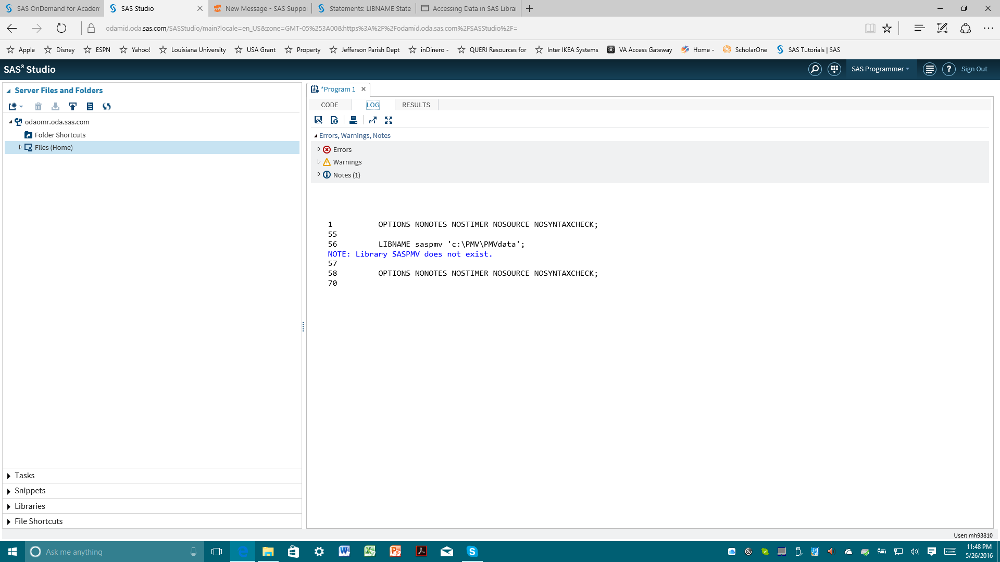 SAS OnDemand for Academ
SAS Studio
New Message - SAS Suppor
Statements: LIBNAME State
Accessing Data in SAS Librar
odamid.oda.sas.com/SASStudio/main?locale=en_US&zone=GMT-05%253A00&https%3A%2F%2Fodamid.oda.sas.com%2FSASStudio%2F=
Apple
Disney
ESPN
Yahoo!
Louisiana University
USA Grant
Property
Jefferson Parish Dept
inDinero -
QUERI Resources for
Inter IKEA Systems
VA Access Gateway
Home -
ScholarOne
SAS Tutorials | SAS
SAS® Studio
SAS Programmer
?
Sign Out
Server Files and Folders
odaomr.oda.sas.com
Folder Shortcuts
Files (Home)
Tasks
Snippets
Libraries
File Shortcuts
*Program 1
CODE
LOG
RESULTS
Errors, Warnings, Notes
Errors
Warnings
Notes (1)
1 OPTIONS NONOTES NOSTIMER NOSOURCE NOSYNTAXCHECK;
55
56 LIBNAME saspmv 'c:\PMV\PMVdata';
NOTE: Library SASPMV does not exist.
57
58 OPTIONS NONOTES NOSTIMER NOSOURCE NOSYNTAXCHECK;
70
User: mh93810
Ask me anything
11:48 PM
5/26/2016